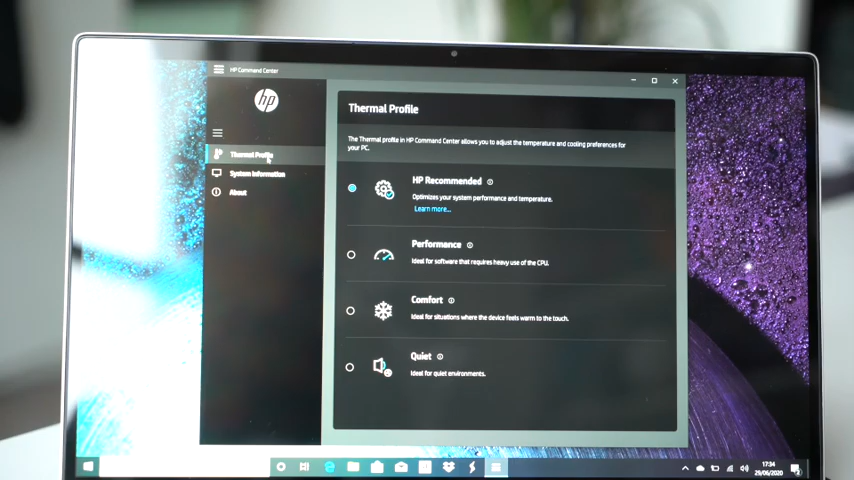 HP Command Center
hp
Thermal Profile
System Information
About
Thermal Profile
The Thermal profile in HP Command Center allows you to adjust the temperature and cooling preferences for
your PC.
HP Recommended
Optimizes your system performance and temperature.
Learn more...
Performance
Ideal for software that requires heavy use of the CPU.
Comfort
Ideal for situations where the device feels warm to the touch.
Quiet
Ideal for quiet environments.
17:34
29/06/2020